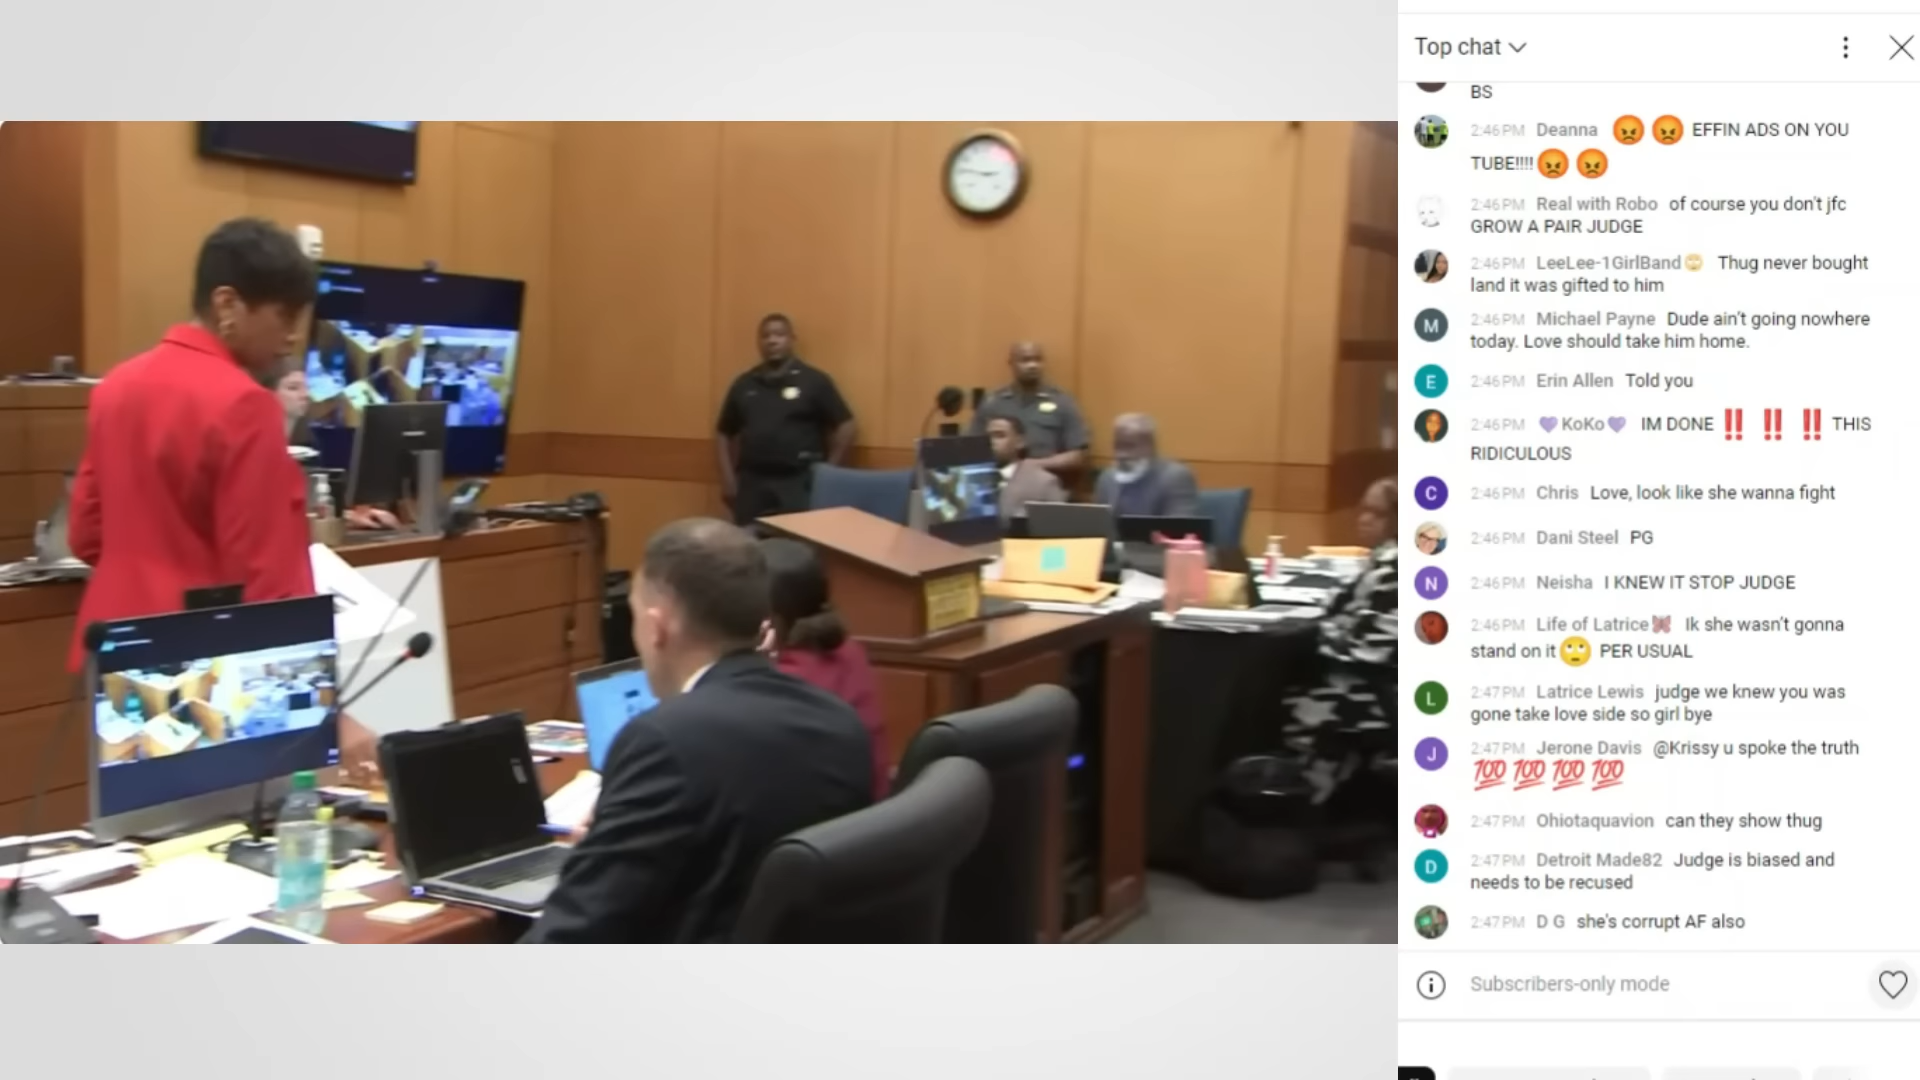 Top chat
BS
2:46 PM Deanna 😡 😡 EFFIN ADS ON YOU
TUBE!!!! 😡 😡
2:46 PM Real with Robo of course you don't jfc
GROW A PAIR JUDGE
2:46 PM LeeLee-1GirlBand🙄 Thug never bought
land it was gifted to him
M
2:46 PM Michael Payne Dude ain't going nowhere
today. Love should take him home.
E
2:46 PM Erin Allen Told you
2:46 PM 💜KoKo💜 IM DONE ‼️ ‼️ ‼️ THIS
RIDICULOUS
C
2:46 PM Chris Love, look like she wanna fight
2:46 PM Dani Steel PG
N
2:46 PM Neisha I KNEW IT STOP JUDGE
2:46 PM Life of Latrice🦋 Ik she wasn't gonna
stand on it 🙄 PER USUAL
L
2:47 PM Latrice Lewis judge we knew you was
gone take love side so girl bye
J
2:47 PM Jerone Davis @Krissy u spoke the truth
💯 💯 💯 💯
2:47 PM Ohiotaquavion can they show thug
D
2:47 PM Detroit Made82 Judge is biased and
needs to be recused
2:47 PM D G she's corrupt AF also
Subscribers-only mode